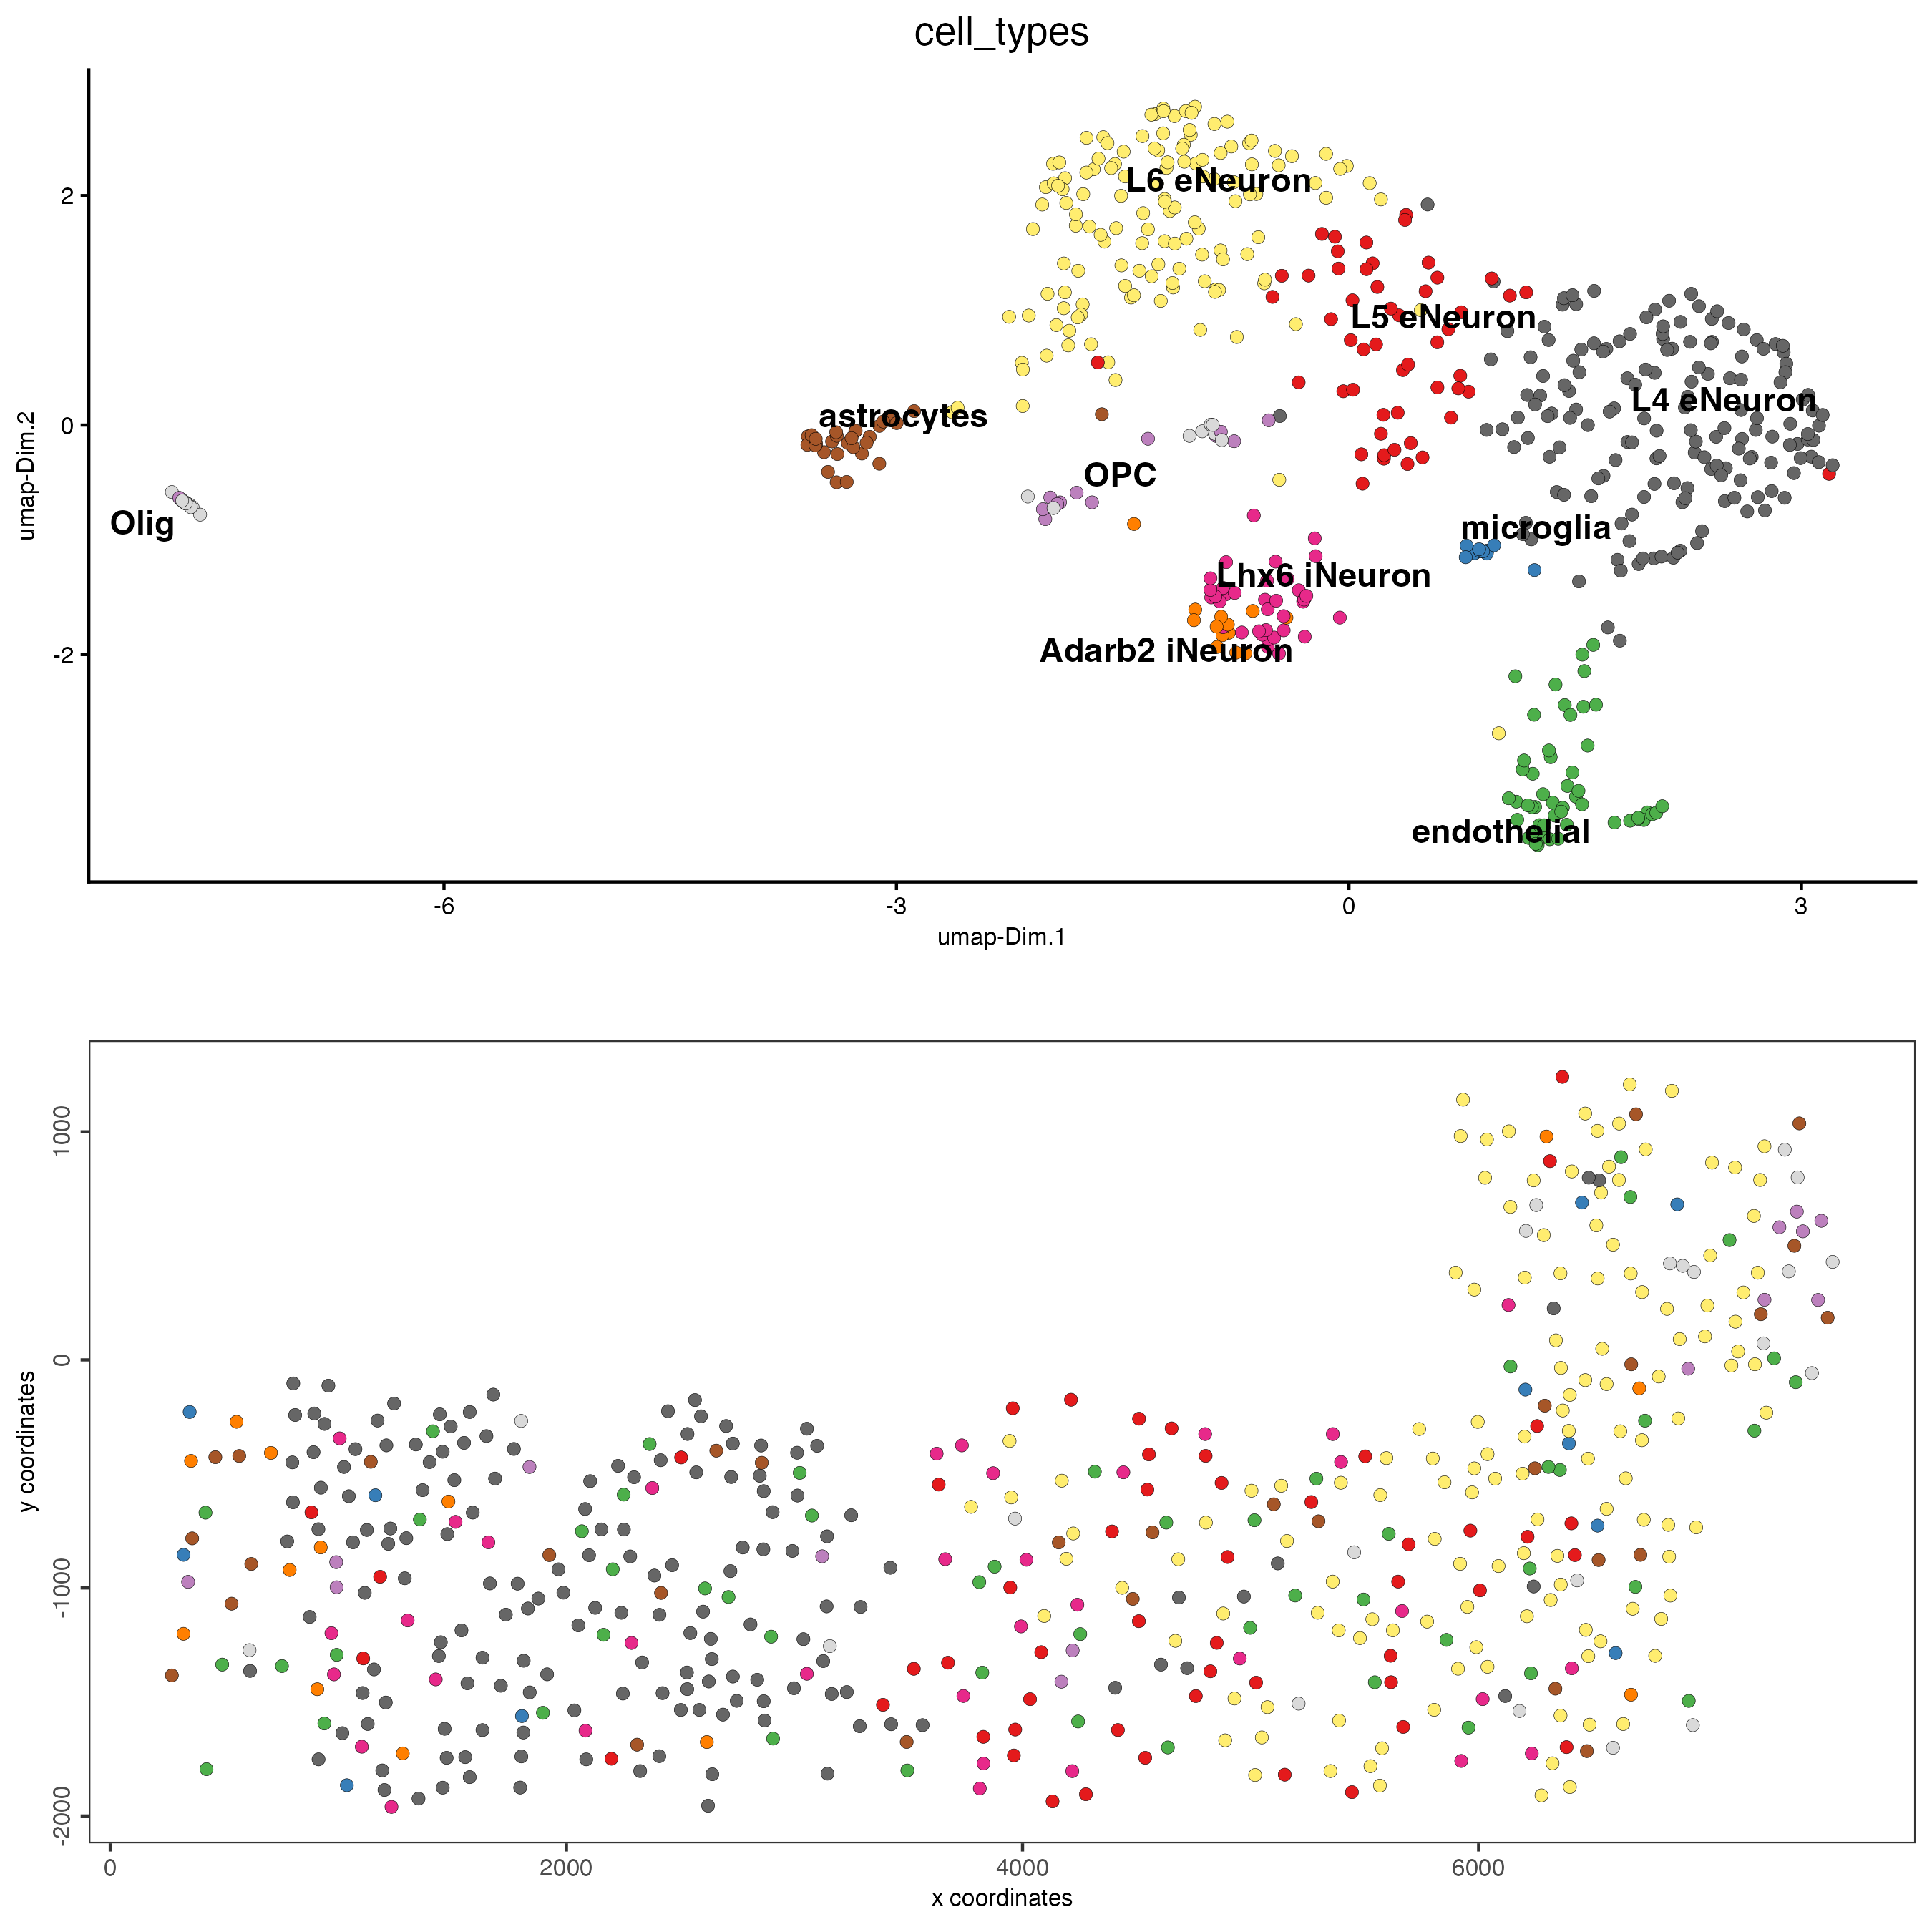 cell_types
umap-Dim.2
2
0
-2
L6 eNeuron
L5 eNeuron
L4 eNeuron
astrocytes
OPC
Olig
microglia
Lhx6 iNeuron
Adarb2 iNeuron
endothelial
-6
-3
0
3
umap-Dim.1
y coordinates
1000
0
-1000
-2000
0
2000
4000
6000
x coordinates